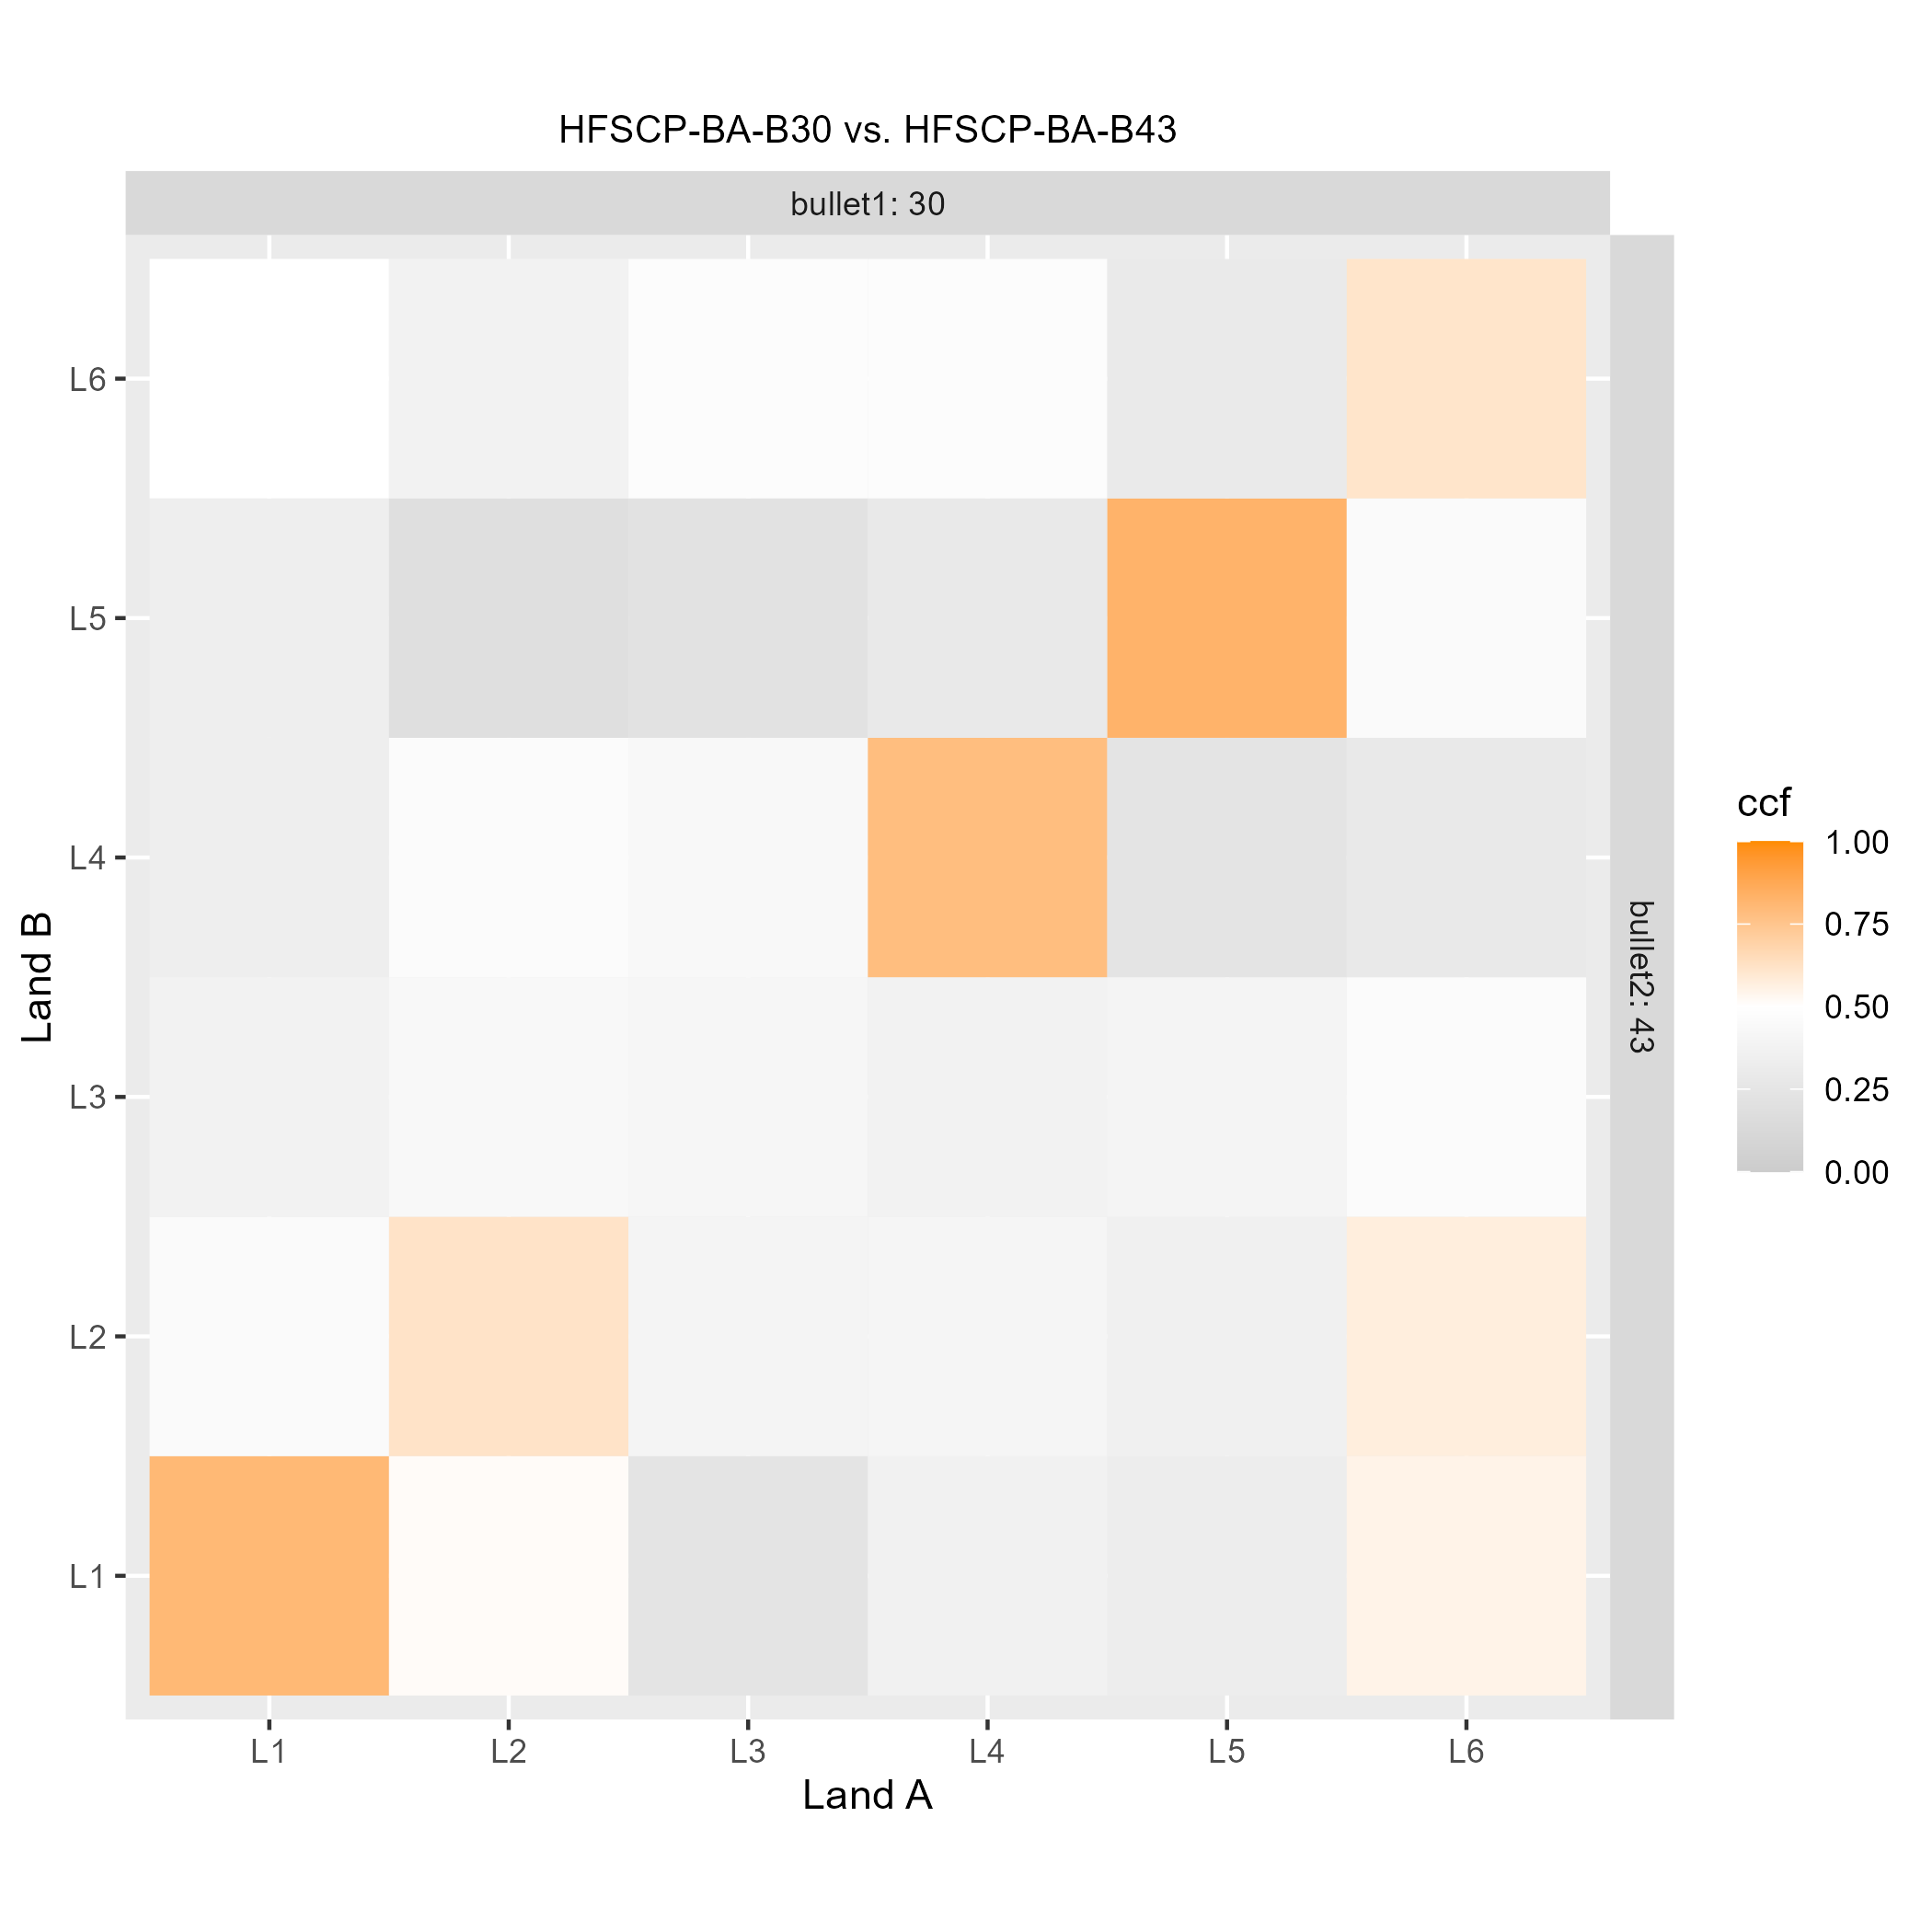 HFSCP-BA-B30 vs. HFSCP-BA-B43
bullet1: 30
L6
L5
L4
L3
L2
L1
Land B
bullet2: 43
ccf
1.00
0.75
0.50
0.25
0.00
L1 L2 L3 L4 L5 L6
Land A